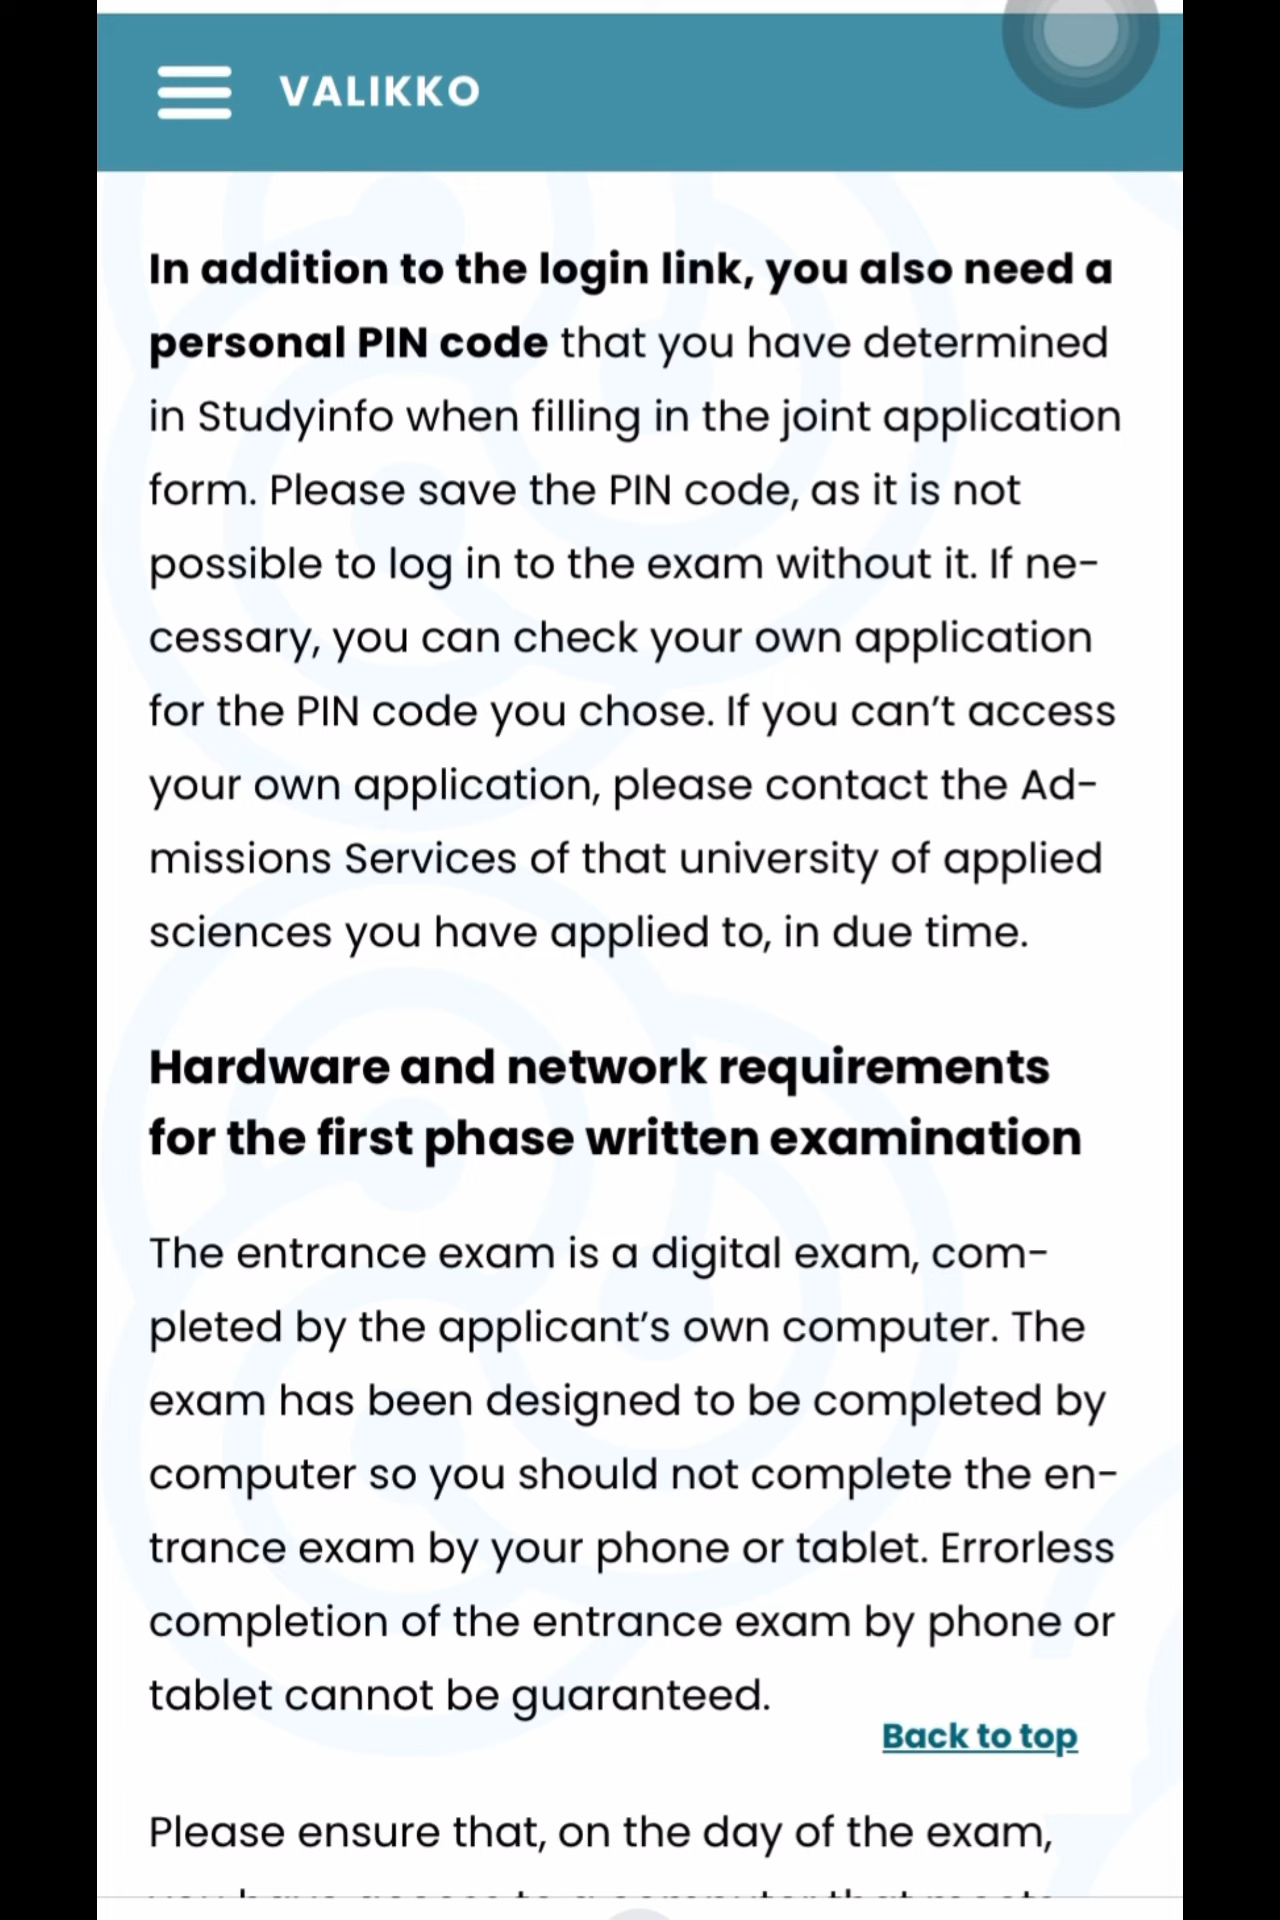 VALIKKO
In addition to the login link, you also need a
personal PIN code that you have determined
in Studyinfo when filling in the joint application
form. Please save the PIN code, as it is not
possible to log in to the exam without it. If ne-
cessary, you can check your own application
for the PIN code you chose. If you can’t access
your own application, please contact the Ad-
missions Services of that university of applied
sciences you have applied to, in due time.
Hardware and network requirements
for the first phase written examination
The entrance exam is a digital exam, com-
pleted by the applicant’s own computer. The
exam has been designed to be completed by
computer so you should not complete the en-
trance exam by your phone or tablet. Errorless
completion of the entrance exam by phone or
tablet cannot be guaranteed.
Back to top
Please ensure that, on the day of the exam,
you have access to a computer that meets